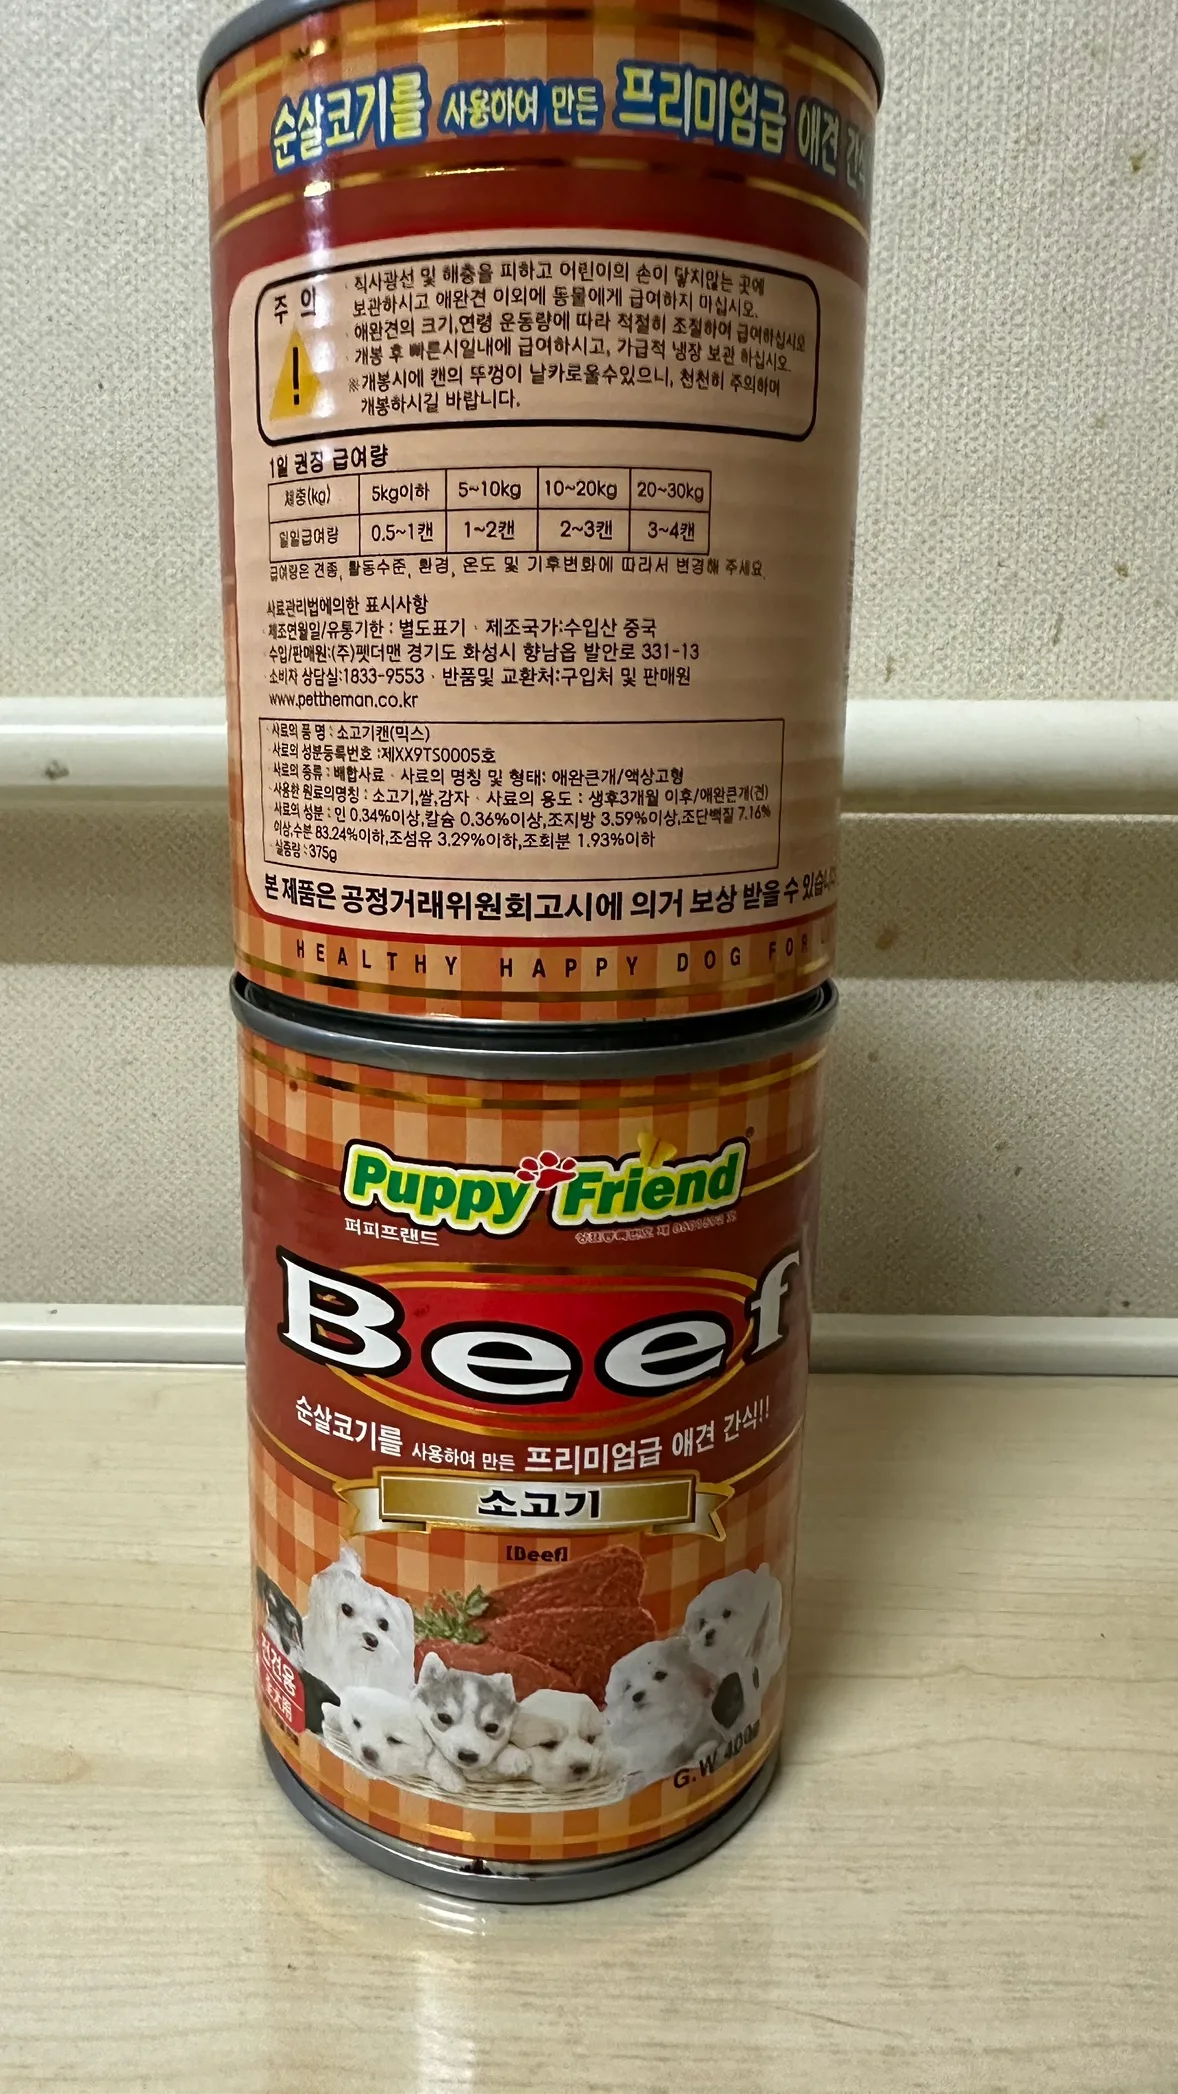 순살코기를 사용하여 만든 프리미엄급 애견 간식
주 의
· 직사광선 및 해충을 피하고 어린이의 손이 닿지않는 곳에
보관하시고 애완견 이외에 동물에게 급여하지 마십시오.
· 애완견의 크기,연령 운동량에 따라 적절히 조절하여 급여하십시오
· 개봉 후 빠른시일내에 급여하시고, 가급적 냉장 보관 하십시오.
※개봉시에 캔의 뚜껑이 날카로울수있으니, 천천히 주의하며
개봉하시길 바랍니다.
1일 권장 급여량
체중(kg) 5kg이하 5~10kg 10~20kg 20~30kg
일일급여량 0.5~1캔 1~2캔 2~3캔 3~4캔
급여량은 견종, 활동수준, 환경, 온도 및 기후변화에 따라서 변경해 주세요.
사료관리법에의한 표시사항
· 제조연월일/유통기한 : 별도표기 · 제조국가:수입산 중국
· 수입/판매원:(주)펫더맨 경기도 화성시 향남읍 발안로 331-13
· 소비자 상담실:1833-9553 · 반품및 교환처:구입처 및 판매원
www.pettheman.co.kr
· 사료의 품 명 : 소고기캔(믹스)
· 사료의 성분등록번호 :제XX9TS0005호
· 사료의 종류 : 배합사료 · 사료의 명칭 및 형태: 애완큰개/액상고형
· 사용한 원료의명칭 : 소고기,쌀,감자 · 사료의 용도 : 생후3개월 이후/애완큰개(견)
· 사료의 성분 : 인 0.34%이상,칼슘 0.36%이상,조지방 3.59%이상,조단백질 7.16%
이상,수분 83.24%이하,조섬유 3.29%이하,조회분 1.93%이하
· 실중량 : 375g
본 제품은 공정거래위원회고시에 의거 보상 받을 수 있습니다
HEALTHY HAPPY DOG FOR
Puppy Friend®
퍼피프랜드
상표등록번호 제
Beef
순살코기를 사용하여 만든 프리미엄급 애견 간식!!
소고기
[Beef]
전견용
全犬用
G.W 400g